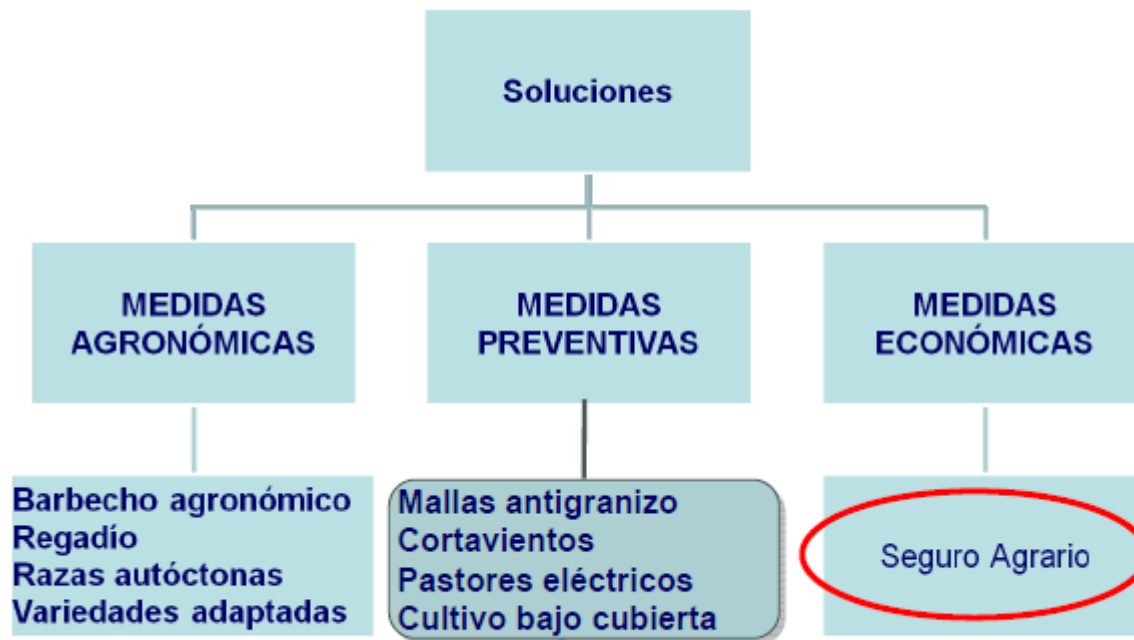 Soluciones
MEDIDAS
AGRONÓMICAS
MEDIDAS
PREVENTIVAS
MEDIDAS
ECONÓMICAS
Barbecho agronómico
Regadío
Razas autóctonas
Variedades adaptadas
Mallas antigranizo
Cortavientos
Pastores eléctricos
Cultivo bajo cubierta
Seguro Agrario